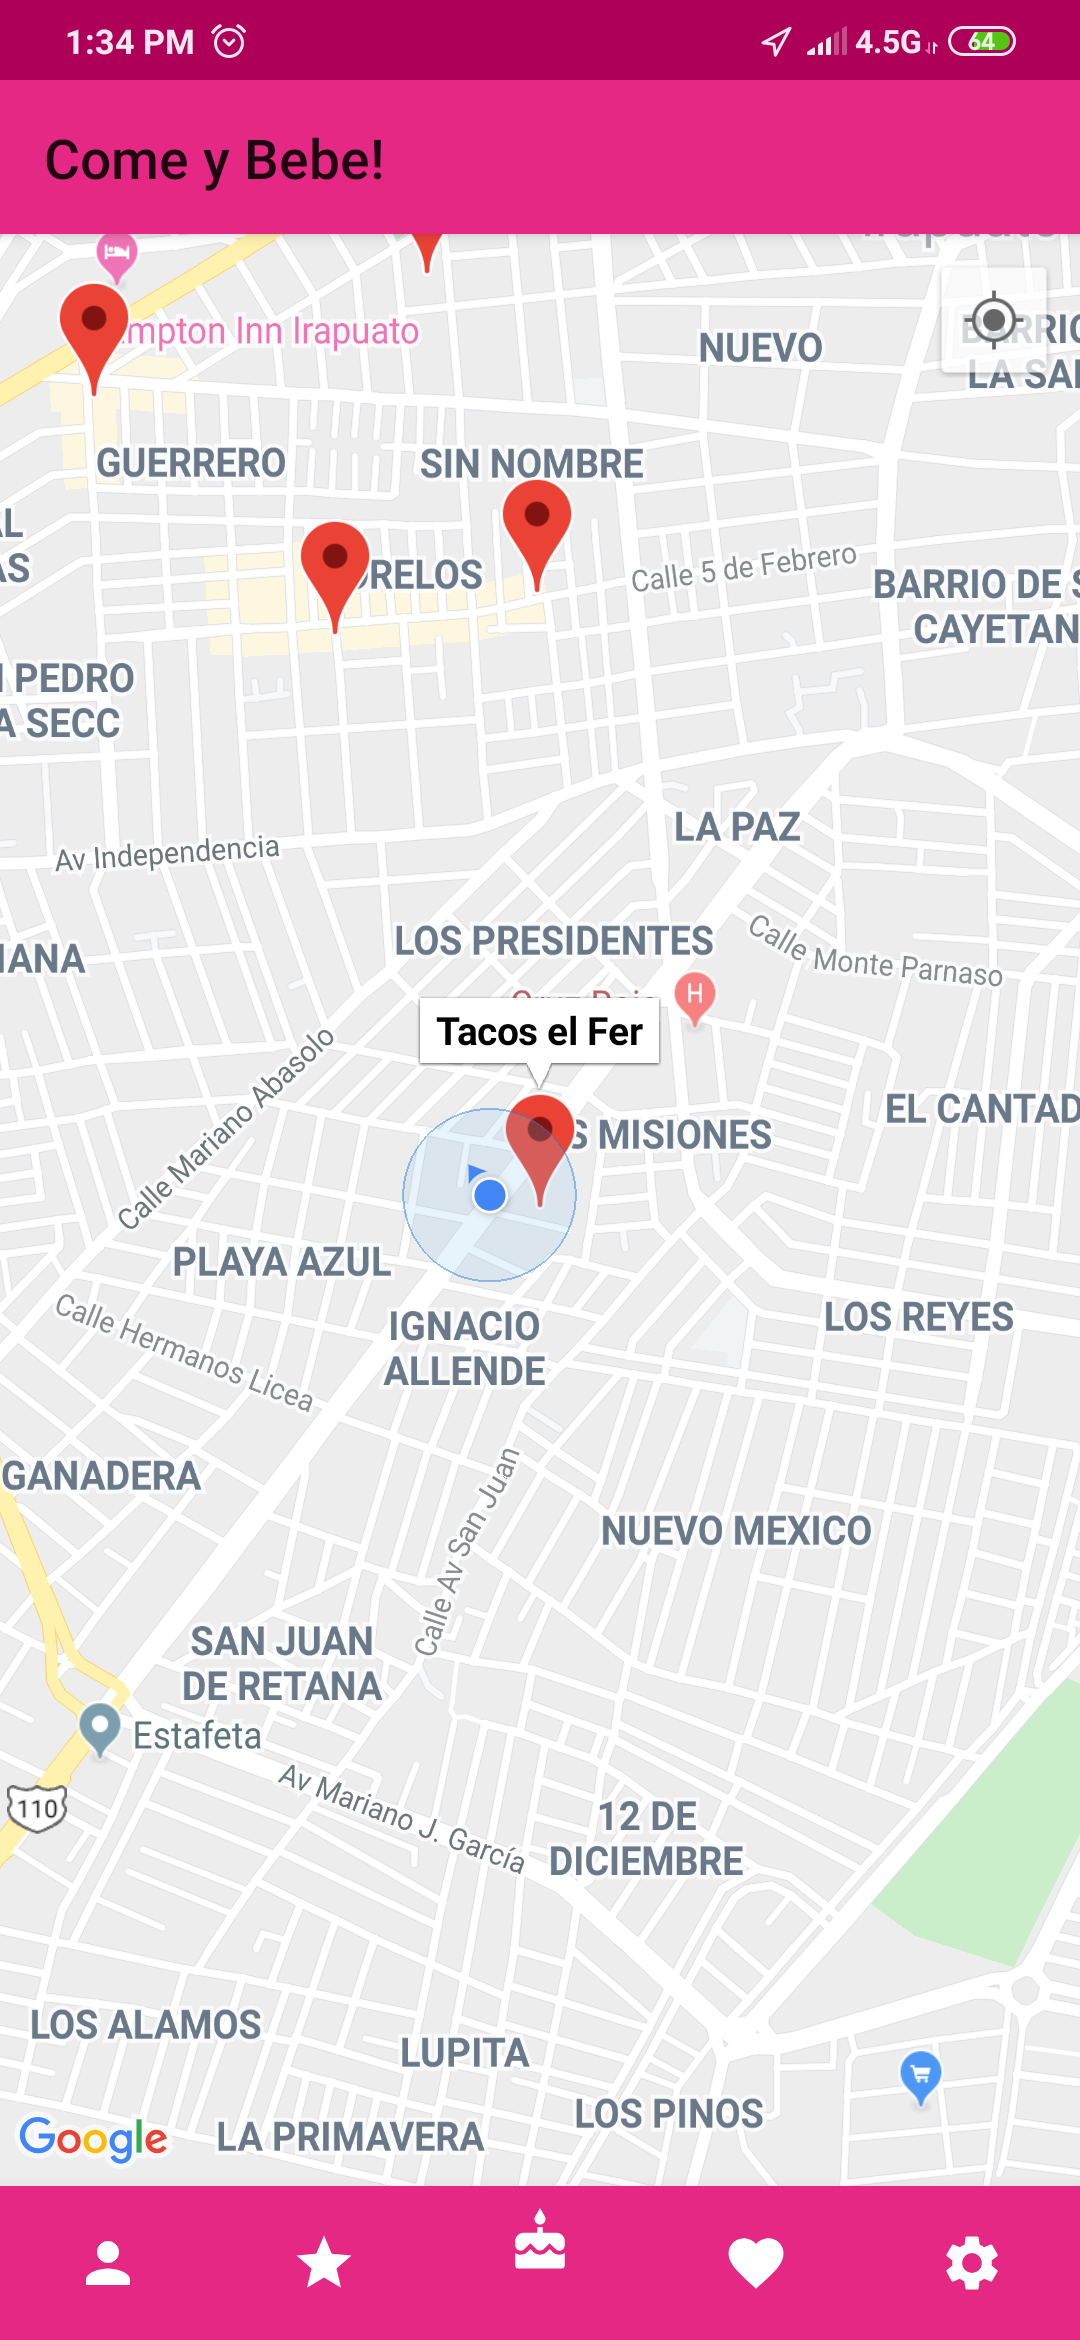 1:34 PM
4.5G
64
Come y Bebe!
mpton Inn Irapuato
NUEVO
LA
GUERRERO
SIN NOMBRE
RELOS
Calle 5 de Febrero
BARRIO DE
CAYETAN
PEDRO
SECC
LA PAZ
Av Independencia
LOS PRESIDENTES
Calle Monte Parnaso
IANA
H
Tacos el Fer
Calle Mariano Abasolo
EL CANTAD
MISIONES
PLAYA AZUL
Calle Hermanos Licea
IGNACIO
ALLENDE
LOS REYES
GANADERA
Calle Av San Juan
NUEVO MEXICO
SAN JUAN
DE RETANA
Estafeta
110
Av Mariano J. García
12 DE
DICIEMBRE
LOS ALAMOS
LUPITA
LOS PINOS
Google
LA PRIMAVERA